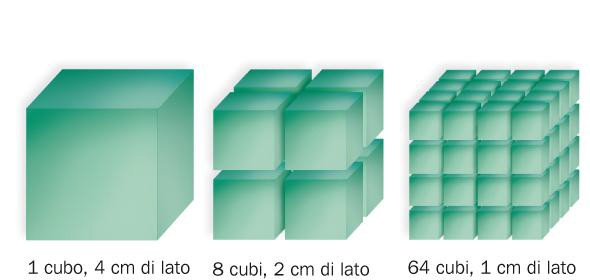 1 cubo, 4 cm di lato
8 cubi, 2 cm di lato
64 cubi, 1 cm di lato